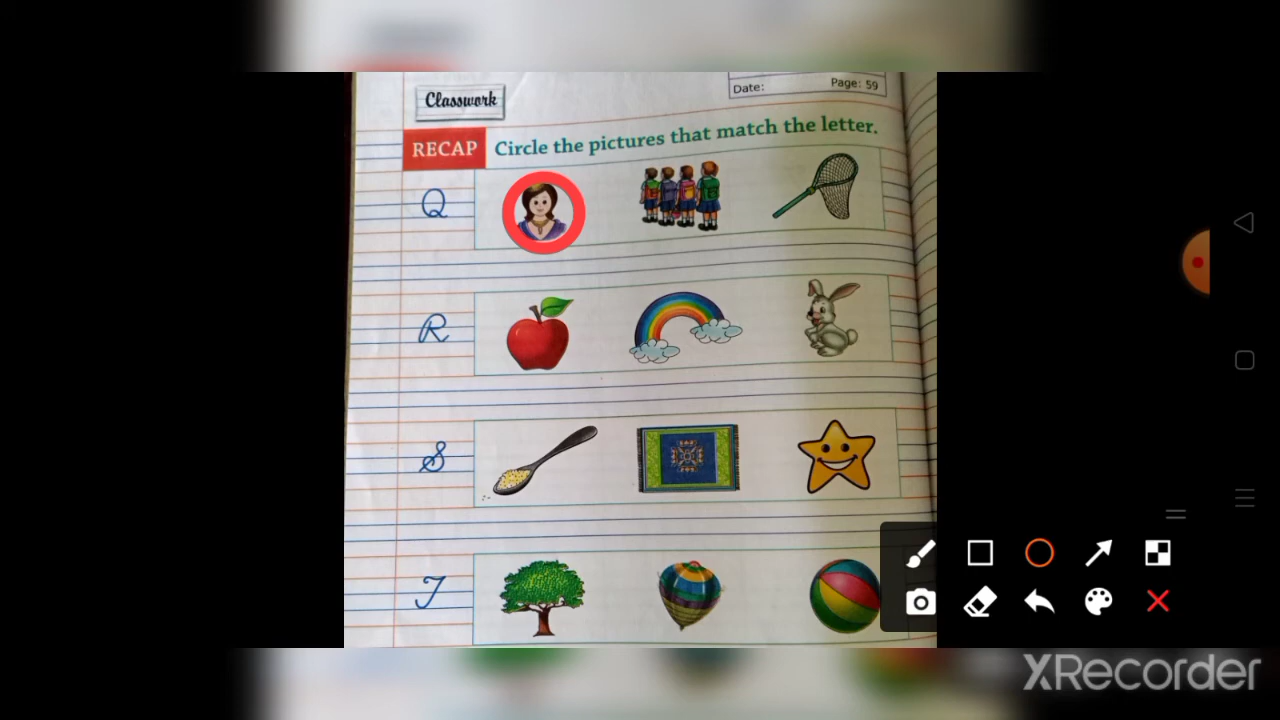 Classwork
Date: Page: 59
RECAP Circle the pictures that match the letter.
Q
R
S
T
XRecorder